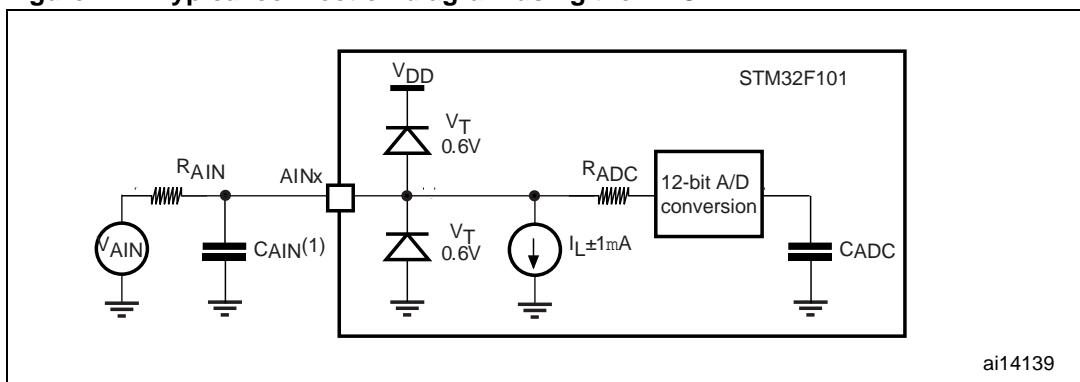 STM32F101
VDD
VT
0.6V
RAIN
AINx
RADC
12-bit A/D
conversion
VAIN
CAIN(1)
VT
0.6V
IL±1mA
CADC
ai14139